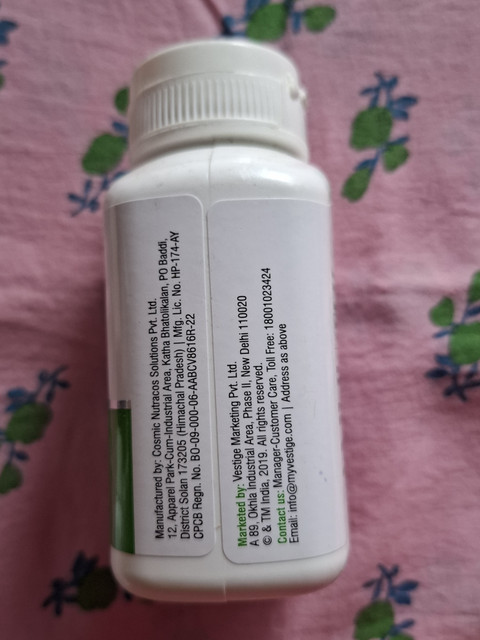 Manufactured by: Cosmic Nutracos Solutions Pvt. Ltd.
12, Apparel Park-Cum-Industrial Area, Katha Bhatolikalan, PO Baddi,
District Solan 173205 (Himachal Pradesh) | Mfg. Lic. No. HP-174-AY
CPCB Regn. No. BO-09-000-06-AABCV8616R-22
Marketed by: Vestige Marketing Pvt. Ltd.
A 89, Okhla Industrial Area, Phase II, New Delhi 110020
© & TM India, 2019. All rights reserved.
Contact us: Manager-Customer Care, Toll Free: 18001023424
Email: info@myvestige.com | Address as above